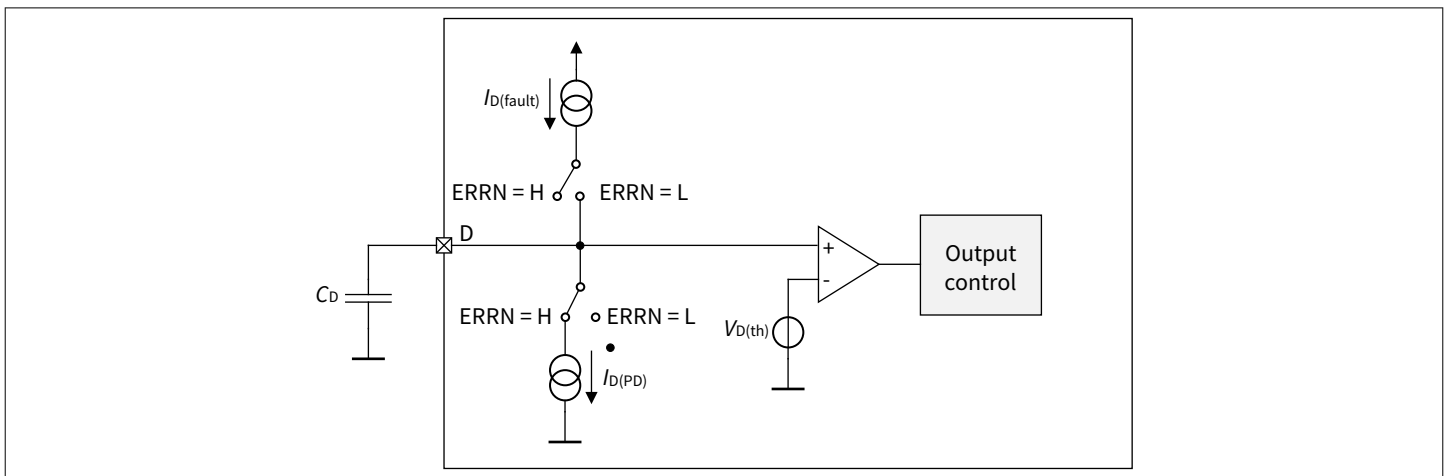 ID(fault)
ERRN = H
ERRN = L
D
+
-
Output
control
CD
ERRN = H
ERRN = L
VD(th)
ID(PD)